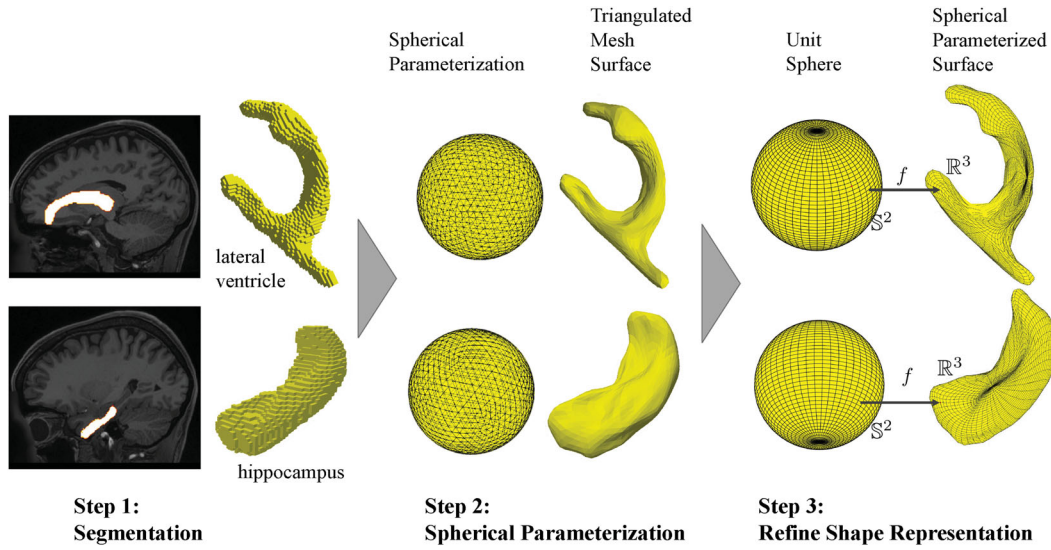 Spherical
Parameterization
Triangulated
Mesh
Surface
Unit
Sphere
Spherical
Parameterized
Surface
lateral
ventricle
f
ℝ³
𝕊²
hippocampus
f
ℝ³
𝕊²
Step 1:
Segmentation
Step 2:
Spherical Parameterization
Step 3:
Refine Shape Representation